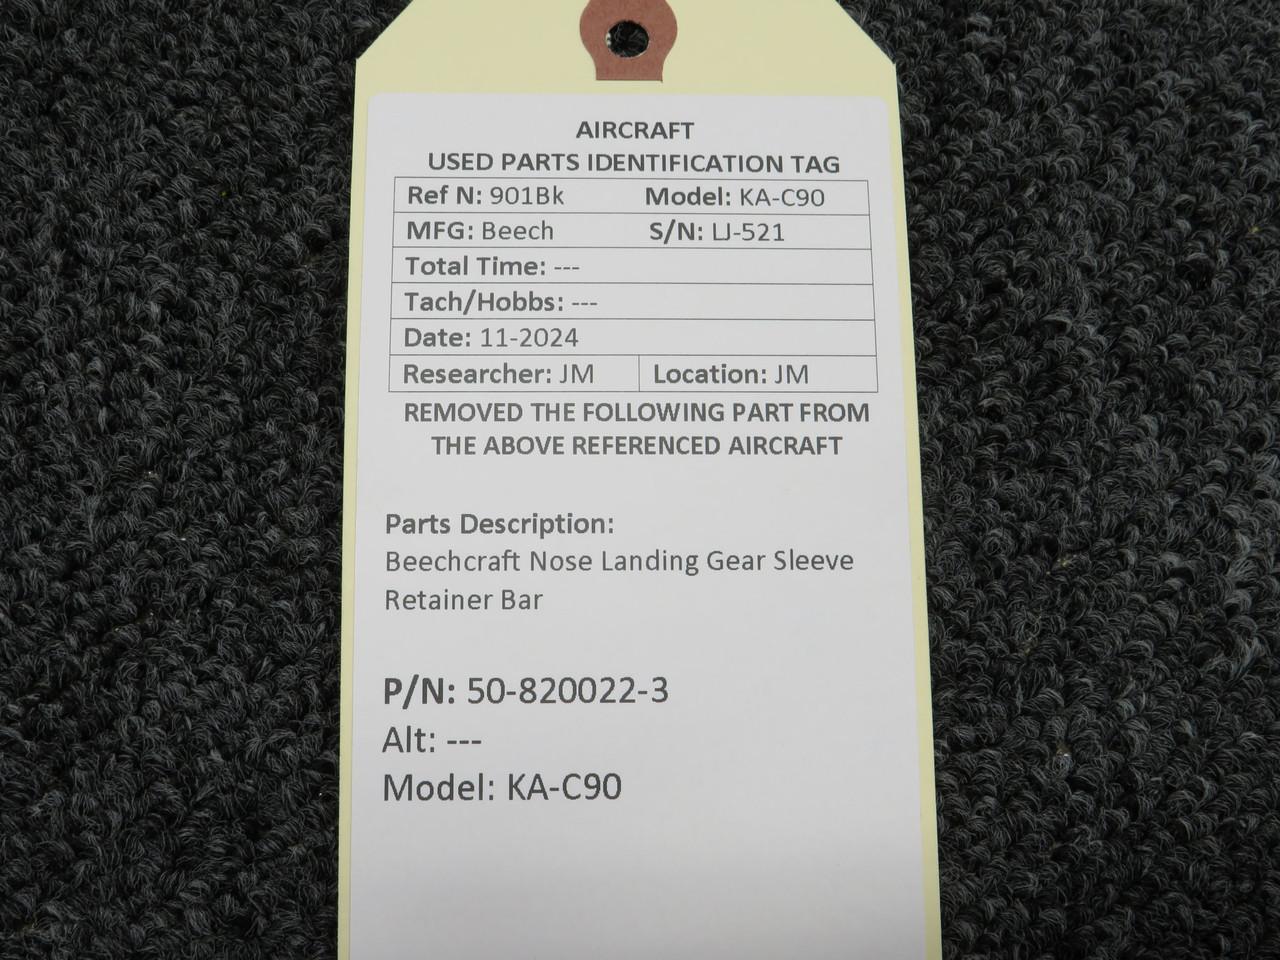 AIRCRAFT
USED PARTS IDENTIFICATION TAG
Ref N: 901Bk Model: KA-C90
MFG: Beech S/N: LJ-521
Total Time: ---
Tach/Hobbs: ---
Date: 11-2024
Researcher: JM Location: JM
REMOVED THE FOLLOWING PART FROM
THE ABOVE REFERENCED AIRCRAFT
Parts Description:
Beechcraft Nose Landing Gear Sleeve
Retainer Bar
P/N: 50-820022-3
Alt: ---
Model: KA-C90